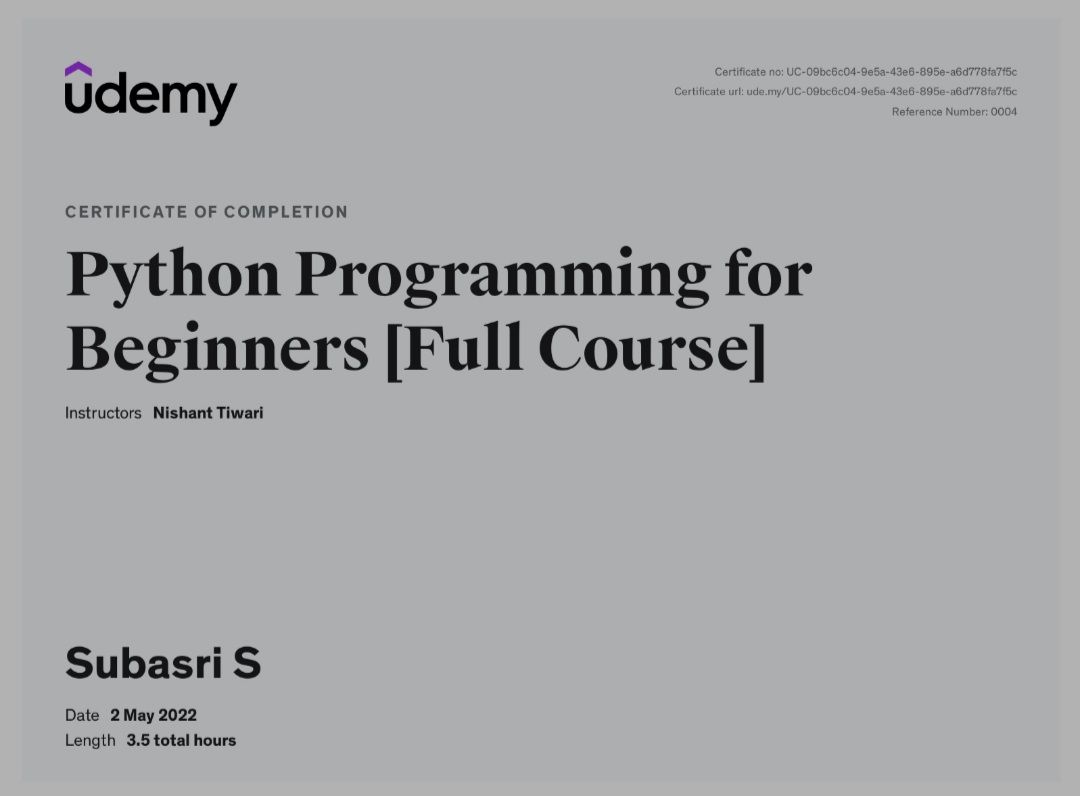 udemy
Certificate no: UC-09bc6c04-9e5a-43e6-895e-a6d778fa7f5c
Certificate url: ude.my/UC-09bc6c04-9e5a-43e6-895e-a6d778fa7f5c
Reference Number: 0004
CERTIFICATE OF COMPLETION
Python Programming for
Beginners [Full Course]
Instructors Nishant Tiwari
Subasri S
Date 2 May 2022
Length 3.5 total hours